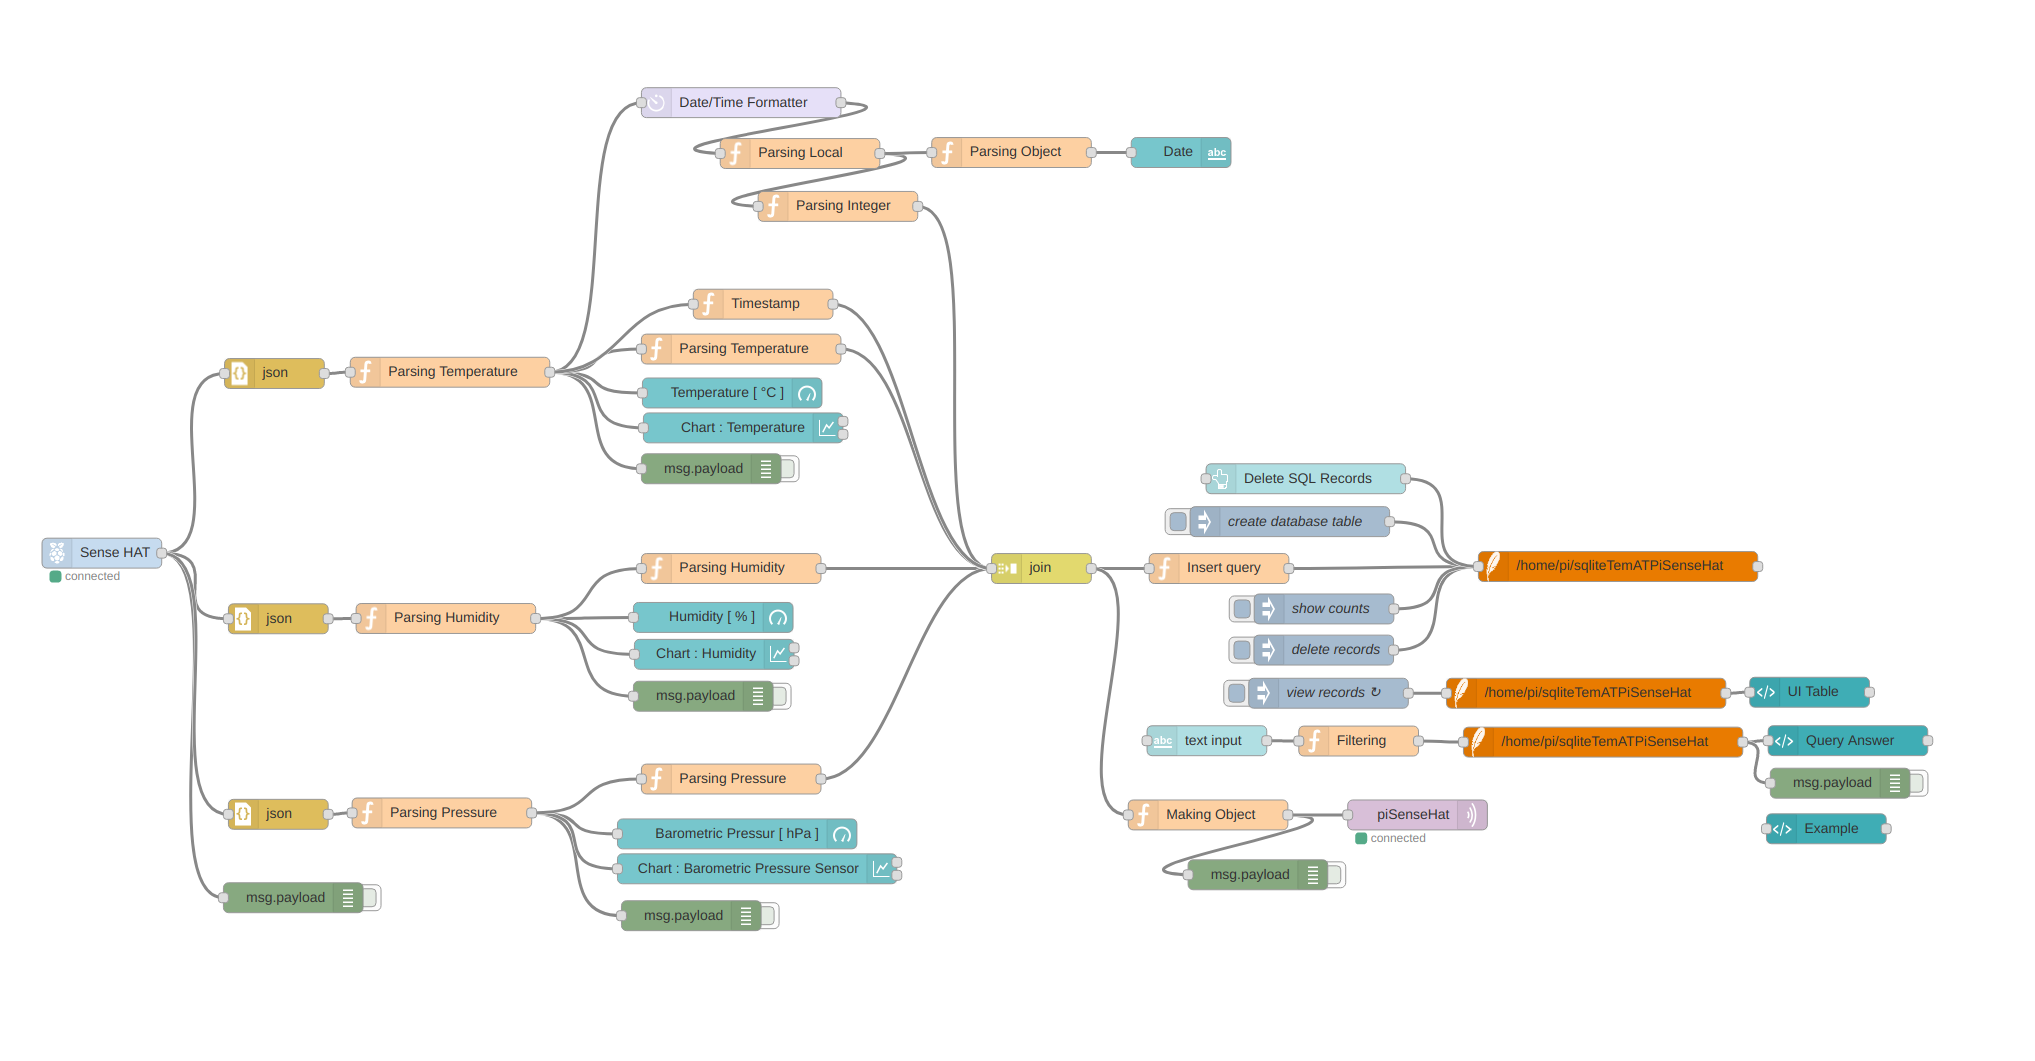 Date/Time Formatter
Parsing Local
Parsing Object
Date
abc
Parsing Integer
Timestamp
Parsing Temperature
json
Parsing Temperature
Temperature [ °C ]
Chart : Temperature
msg.payload
Delete SQL Records
create database table
Sense HAT
connected
Parsing Humidity
join
Insert query
/home/pi/sqliteTemATPiSenseHat
json
Parsing Humidity
Humidity [ % ]
show counts
Chart : Humidity
delete records
msg.payload
view records ↻
/home/pi/sqliteTemATPiSenseHat
UI Table
abc
text input
Filtering
/home/pi/sqliteTemATPiSenseHat
Query Answer
Parsing Pressure
msg.payload
json
Parsing Pressure
Making Object
piSenseHat
connected
Example
Barometric Pressur [ hPa ]
Chart : Barometric Pressure Sensor
msg.payload
msg.payload
msg.payload